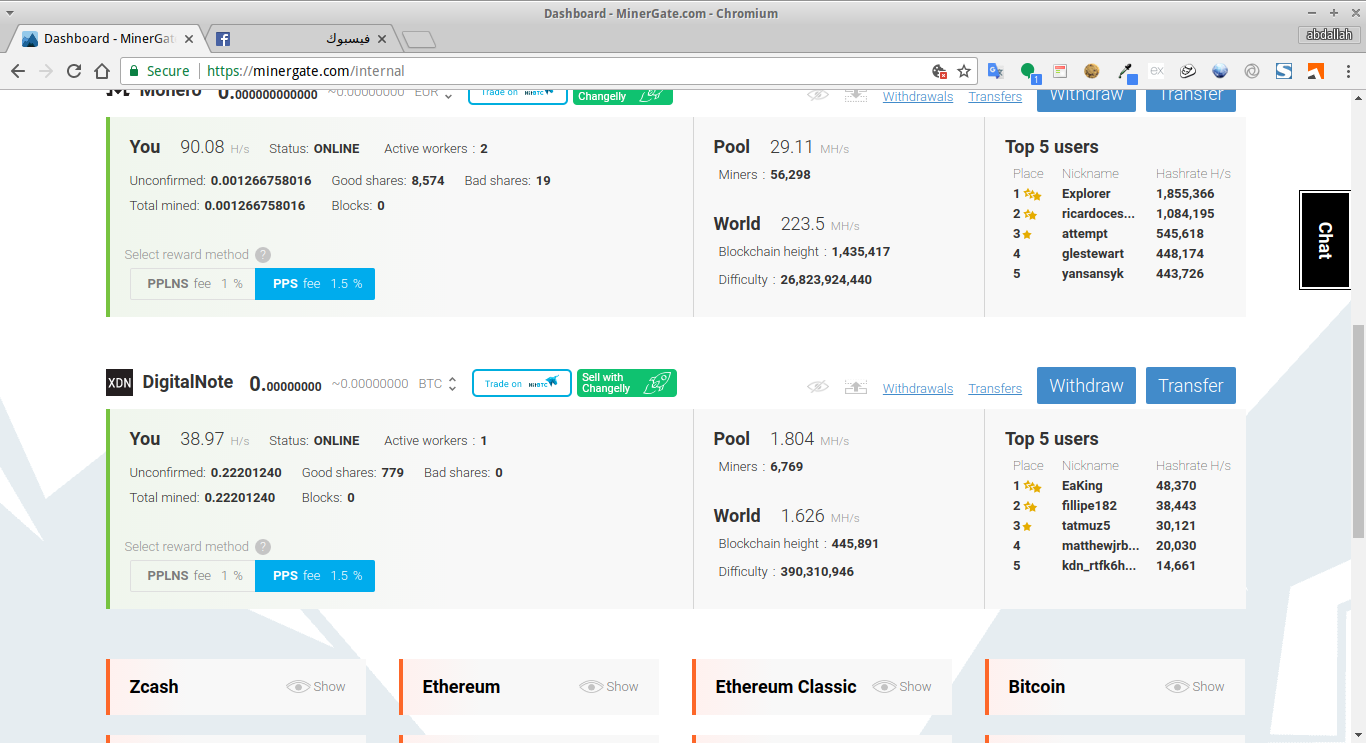 Dashboard - MinerGate.com - Chromium
Dashboard - MinerGat
فيسبوك
abdallah
Secure
https://minergate.com/internal
Monero 0.000000000000 ~0.00000000 EUR
Trade on HitBTC
Changelly
Withdrawals Transfers
Withdraw Transfer
You 90.08 H/s Status: ONLINE Active workers : 2
Unconfirmed: 0.001266758016 Good shares: 8,574 Bad shares: 19
Total mined: 0.001266758016 Blocks: 0
Select reward method ?
PPLNS fee 1 % PPS fee 1.5 %
Pool 29.11 MH/s
Miners : 56,298
World 223.5 MH/s
Blockchain height : 1,435,417
Difficulty : 26,823,924,440
Top 5 users
Place Nickname Hashrate H/s
1 Explorer 1,855,366
2 ricardoces... 1,084,195
3 attempt 545,618
4 glestewart 448,174
5 yansansyk 443,726
Chat
XDN DigitalNote 0.00000000 ~0.00000000 BTC
Trade on HitBTC
Sell with
Changelly
Withdrawals Transfers
Withdraw Transfer
You 38.97 H/s Status: ONLINE Active workers : 1
Unconfirmed: 0.22201240 Good shares: 779 Bad shares: 0
Total mined: 0.22201240 Blocks: 0
Select reward method ?
PPLNS fee 1 % PPS fee 1.5 %
Pool 1.804 MH/s
Miners : 6,769
World 1.626 MH/s
Blockchain height : 445,891
Difficulty : 390,310,946
Top 5 users
Place Nickname Hashrate H/s
1 EaKing 48,370
2 fillipe182 38,443
3 tatmuz5 30,121
4 matthewjrb... 20,030
5 kdn_rtfk6h... 14,661
Zcash Show
Ethereum Show
Ethereum Classic Show
Bitcoin Show